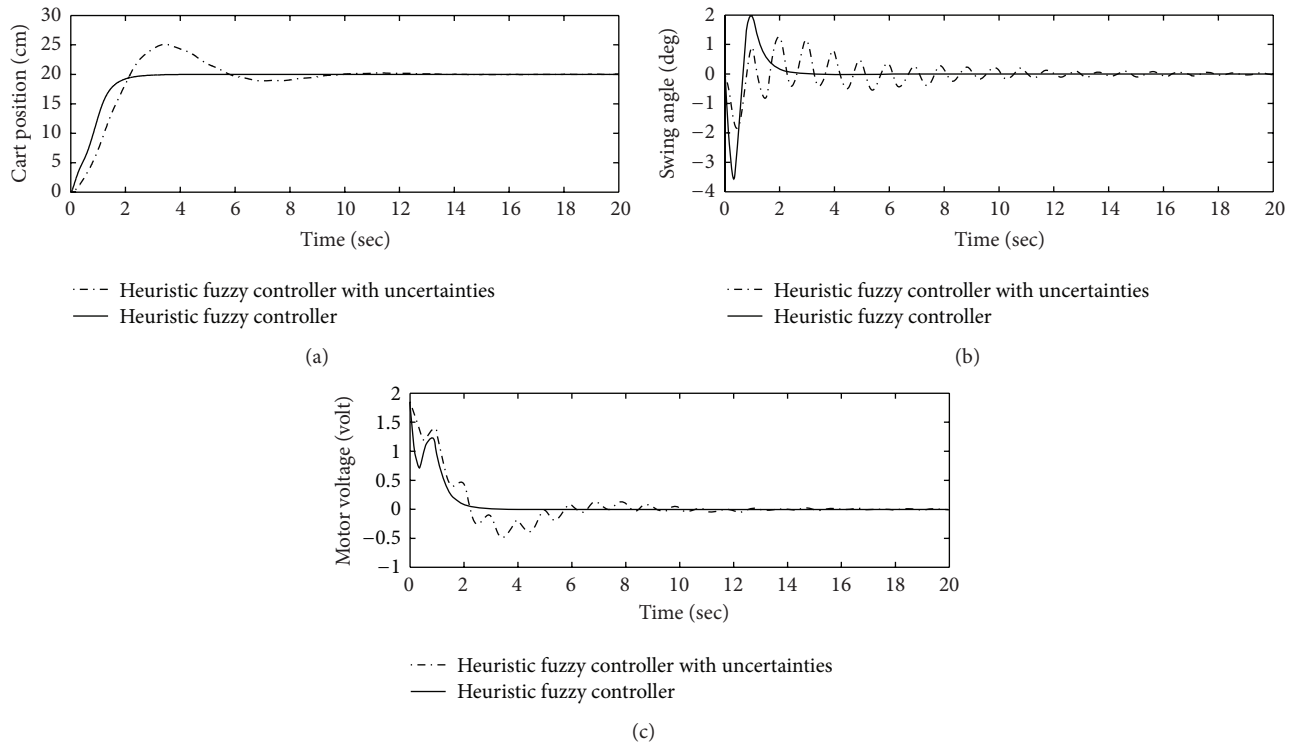 30
25
20
15
10
5
0
Cart position (cm)
0 2 4 6 8 10 12 14 16 18 20
Time (sec)
Heuristic fuzzy controller with uncertainties
Heuristic fuzzy controller
(a)
2
1
0
−1
−2
−3
−4
Swing angle (deg)
0 2 4 6 8 10 12 14 16 18 20
Time (sec)
Heuristic fuzzy controller with uncertainties
Heuristic fuzzy controller
(b)
2
1.5
1
0.5
0
−0.5
−1
Motor voltage (volt)
0 2 4 6 8 10 12 14 16 18 20
Time (sec)
Heuristic fuzzy controller with uncertainties
Heuristic fuzzy controller
(c)